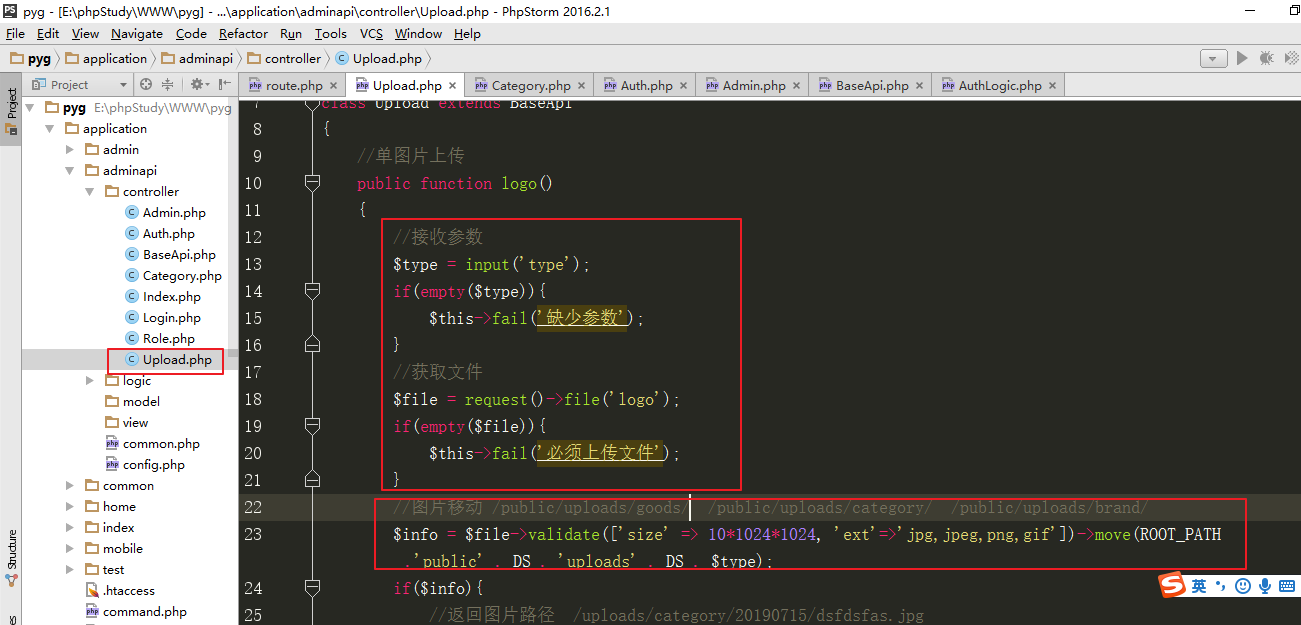 pyg - [E:\phpStudy\WWW\pyg] - ...\application\adminapi\controller\Upload.php - PhpStorm 2016.2.1
File Edit View Navigate Code Refactor Run Tools VCS Window Help
pyg application adminapi controller Upload.php
Project
route.php Upload.php Category.php Auth.php Admin.php BaseApi.php AuthLogic.php
Project
Structure
pyg E:\phpStudy\WWW\pyg
application
admin
adminapi
controller
Admin.php
Auth.php
BaseApi.php
Category.php
Index.php
Login.php
Role.php
Upload.php
logic
model
view
common.php
config.php
common
home
index
mobile
test
.htaccess
command.php
7 class Upload extends BaseApi
8 {
9 //单图片上传
10 public function logo()
11 {
12 //接收参数
13 $type = input('type');
14 if(empty($type)){
15 $this->fail('缺少参数');
16 }
17 //获取文件
18 $file = request()->file('logo');
19 if(empty($file)){
20 $this->fail('必须上传文件');
21 }
22 //图片移动 /public/uploads/goods/ /public/uploads/category/ /public/uploads/brand/
23 $info = $file->validate(['size' => 10*1024*1024, 'ext'=>'jpg,jpeg,png,gif'])->move(ROOT_PATH
. 'public' . DS . 'uploads' . DS . $type);
24 if($info){
25 //返回图片路径 /uploads/category/20190715/dsfdsfas.jpg
英